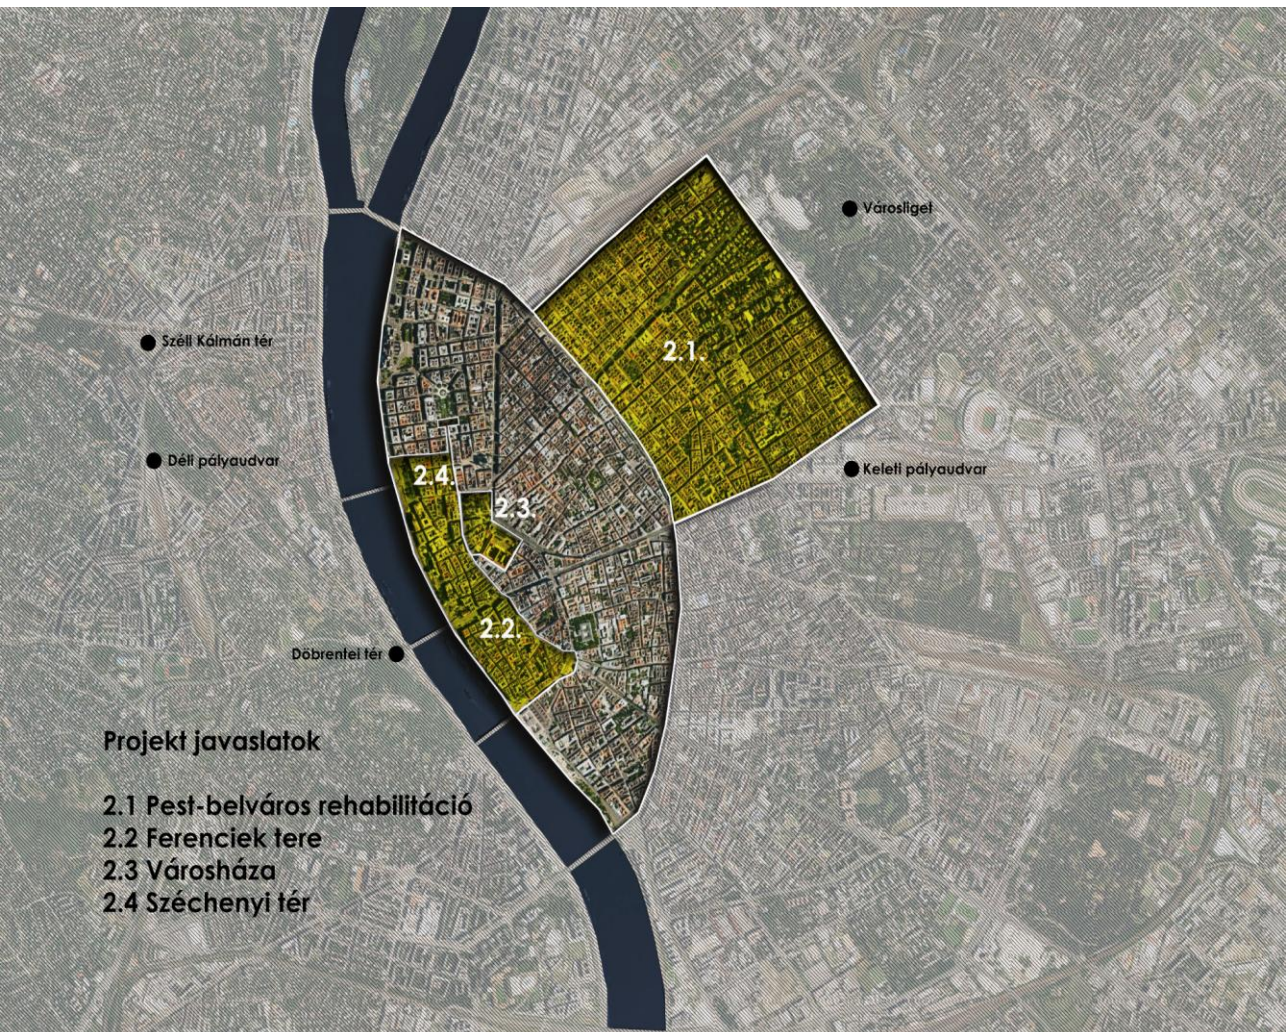 Városliget
2.1.
Széll Kálmán tér
Déli pályaudvar
Keleti pályaudvar
2.4.
2.3.
2.2.
Döbrentei tér
Projekt javaslatok
2.1 Pest-belváros rehabilitáció
2.2 Ferenciek tere
2.3 Városháza
2.4 Széchenyi tér